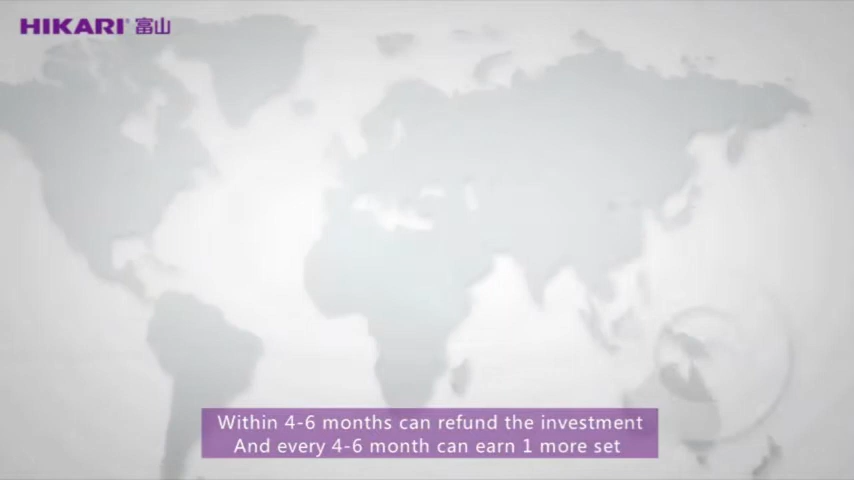 HIKARI® 富山
Within 4-6 months can refund the investment
And every 4-6 month can earn 1 more set